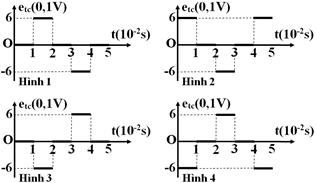 6 e_tc(0,1V)
t(10⁻²s)
O 1 2 3 4 5
-6
Hình 1
6 e_tc(0,1V)
t(10⁻²s)
O 1 2 3 4 5
-6
Hình 2
6 e_tc(0,1V)
t(10⁻²s)
O 1 2 3 4 5
-6
Hình 3
6 e_tc(0,1V)
t(10⁻²s)
O 1 2 3 4 5
-6
Hình 4